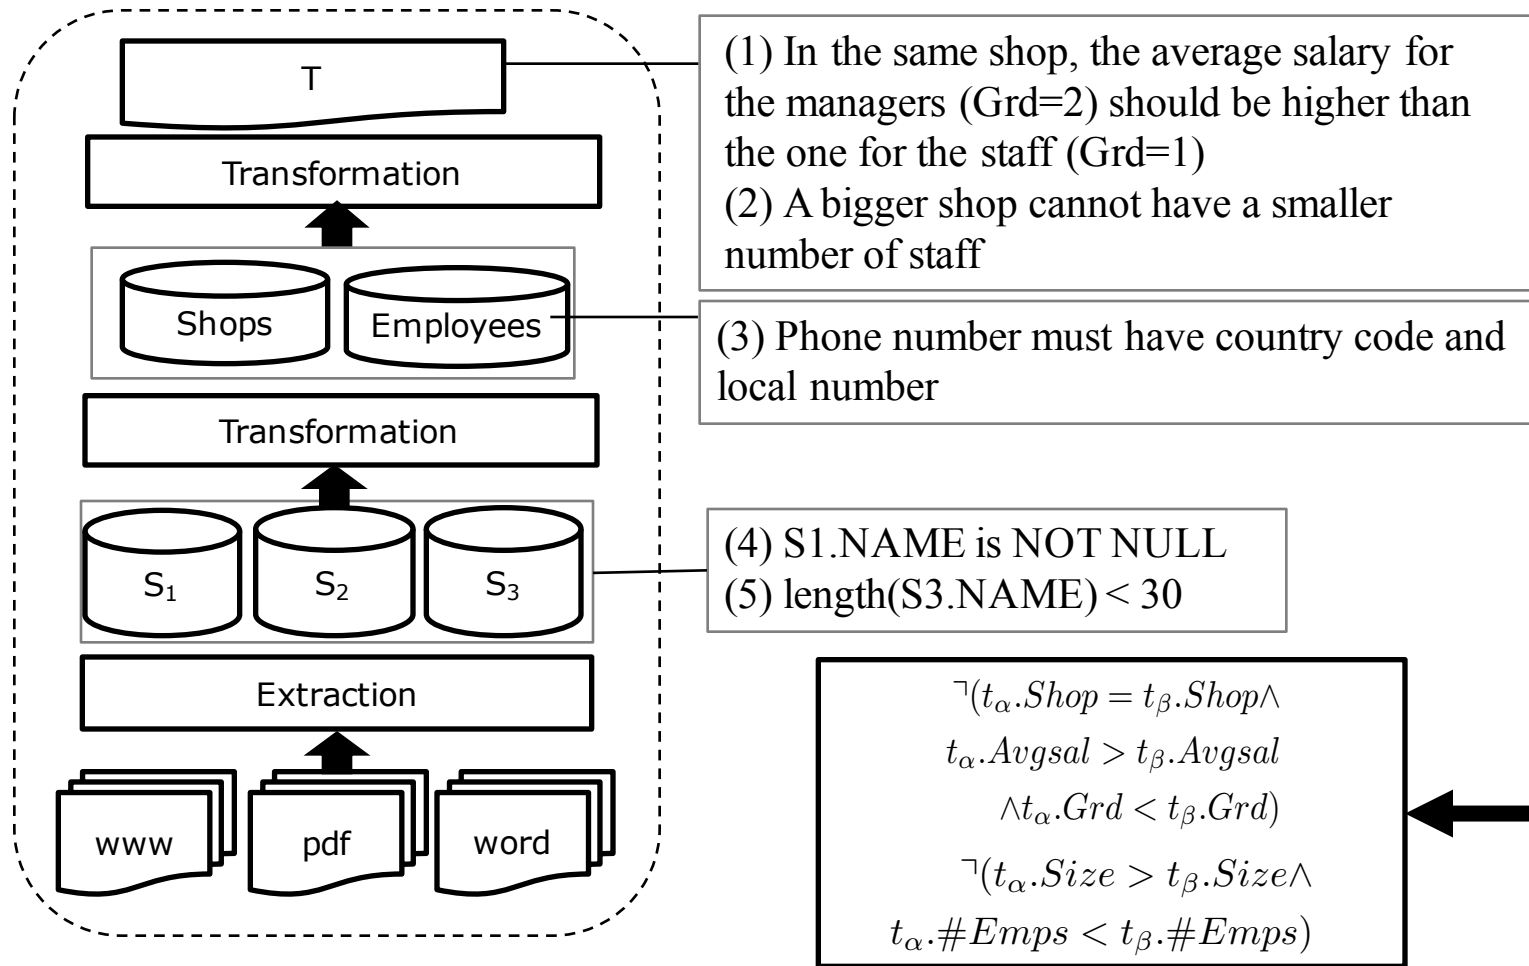 T
Transformation
Shops
Employees
Transformation
S₁
S₂
S₃
Extraction
www
pdf
word
(1) In the same shop, the average salary for
the managers (Grd=2) should be higher than
the one for the staff (Grd=1)
(2) A bigger shop cannot have a smaller
number of staff
(3) Phone number must have country code and
local number
(4) S1.NAME is NOT NULL
(5) length(S3.NAME) < 30
¬(tα.Shop = tβ.Shop∧
tα.Avgsal > tβ.Avgsal
∧tα.Grd < tβ.Grd)
¬(tα.Size > tβ.Size∧
tα.#Emps < tβ.#Emps)